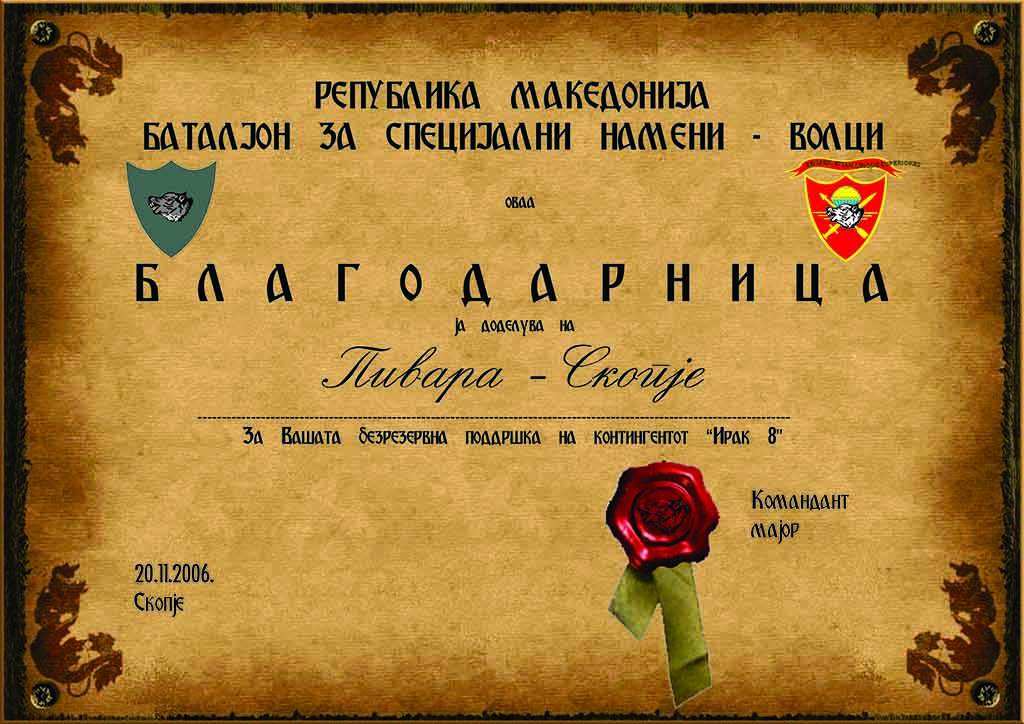 РЕПУБЛИКА МАКЕДОНИЈА
БАТАЛЈОН ЗА СПЕЦИЈАЛНИ НАМЕНИ - ВОЛЦИ
оваа
БЛАГОДАРНИЦА
ја доделува на
Пивара - Скопје
За Вашата безрезервна поддршка на контингентот “Ирак 8”
Командант
мајор
20.11.2006.
Скопје